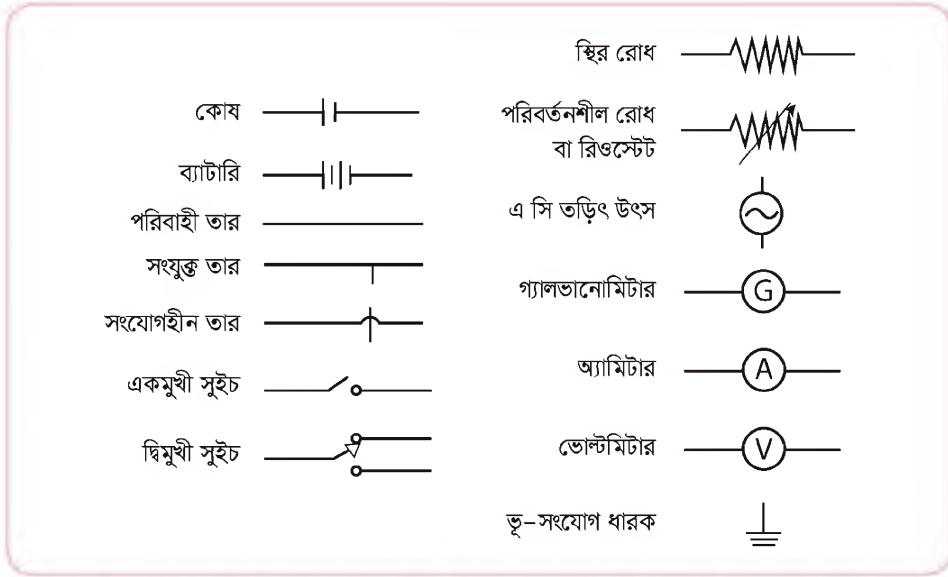 কোষ
ব্যাটারি
পরিবাহী তার
সংযুক্ত তার
সংযোগহীন তার
একমুখী সুইচ
দ্বিমুখী সুইচ
স্থির রোধ
পরিবর্তনশীল রোধ
বা রিওস্টেট
এ সি তড়িৎ উৎস
গ্যালভানোমিটার
G
অ্যামিটার
A
ভোল্টমিটার
V
ভূ-সংযোগ ধারক